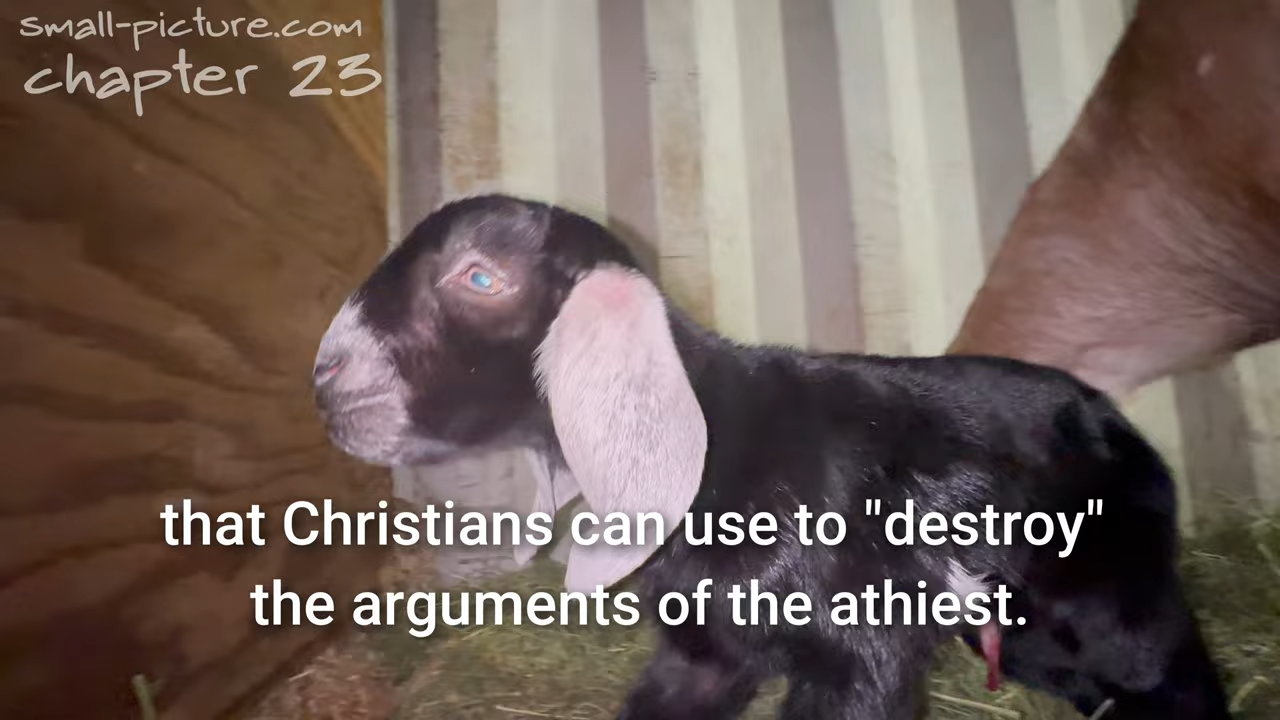 small-picture.com
chapter 23
that Christians can use to "destroy"
the arguments of the athiest.